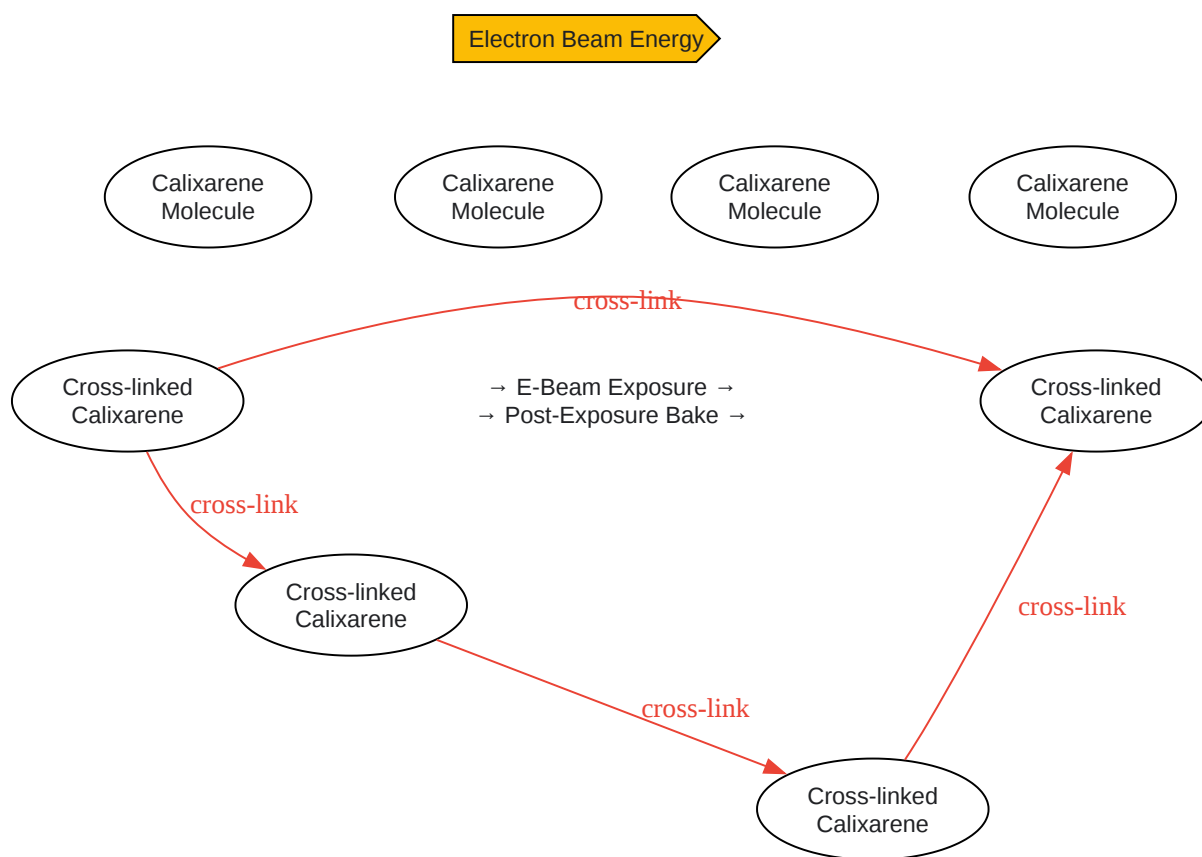 Electron Beam Energy
Calixarene
Molecule
Calixarene
Molecule
Calixarene
Molecule
Calixarene
Molecule
cross-link
Cross-linked
Calixarene
→ E-Beam Exposure →
→ Post-Exposure Bake →
Cross-linked
Calixarene
cross-link
Cross-linked
Calixarene
cross-link
cross-link
Cross-linked
Calixarene